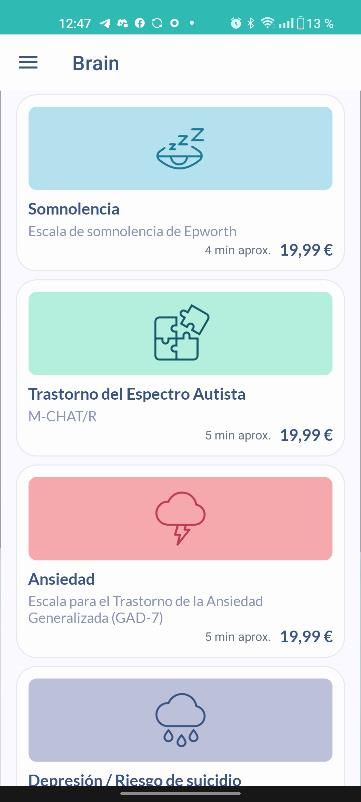 12:47
13 %
Brain
zzZ
Somnolencia
Escala de somnolencia de Epworth
4 min aprox. 19,99 €
Trastorno del Espectro Autista
M-CHAT/R
5 min aprox. 19,99 €
Ansiedad
Escala para el Trastorno de la Ansiedad
Generalizada (GAD-7)
5 min aprox. 19,99 €
Depresión / Riesgo de suicidio